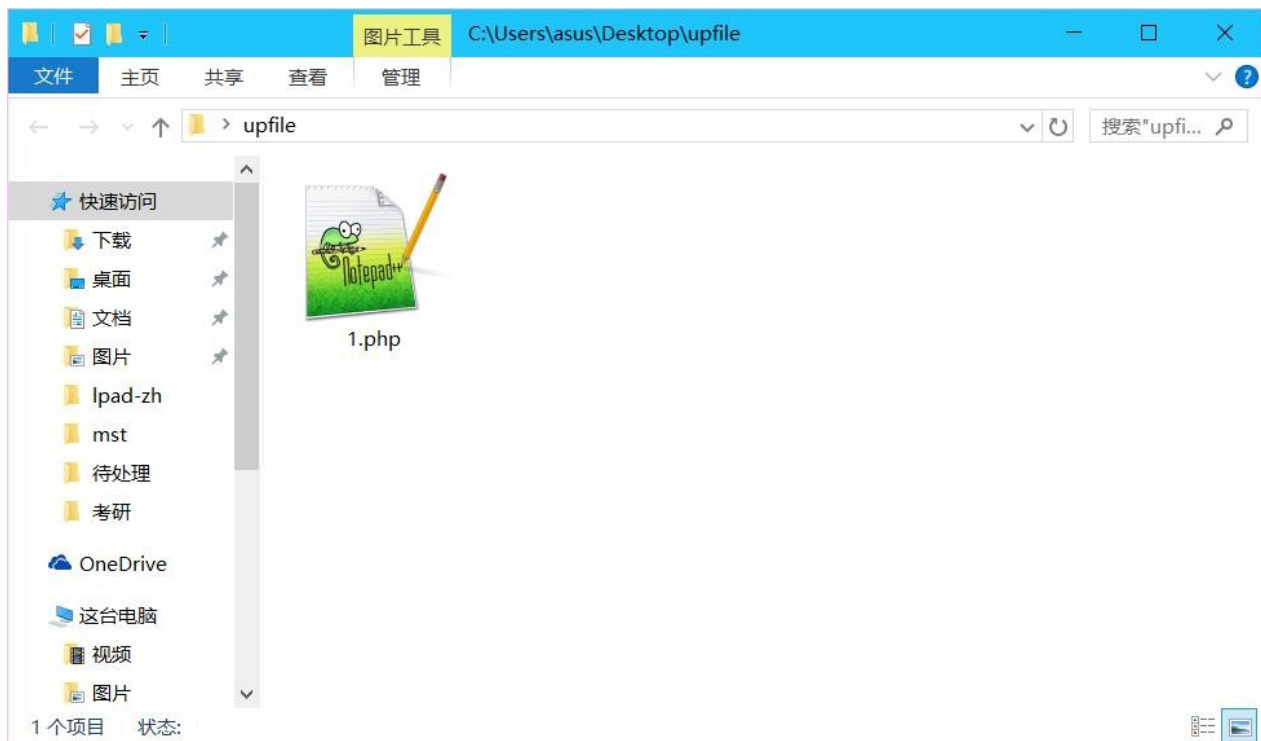 图片工具 C:\Users\asus\Desktop\upfile
文件 主页 共享 查看 管理
upfile 搜索"upfi...
快速访问
下载
桌面
文档
图片
lpad-zh
mst
待处理
考研
OneDrive
这台电脑
视频
图片
Notepad++
1.php
1 个项目 状态: